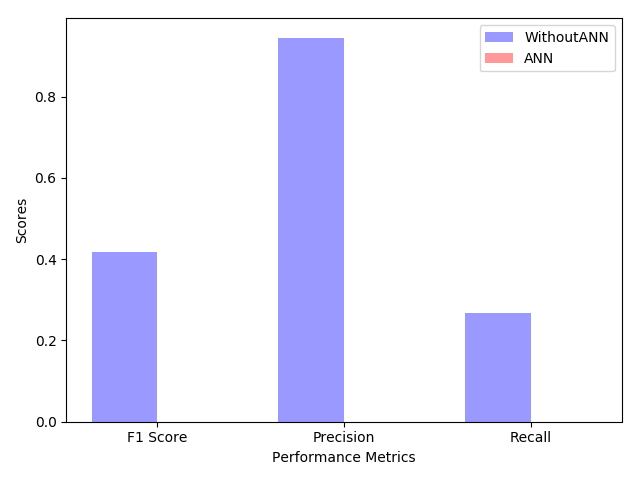 WithoutANN
ANN
0.8
0.6
0.4
0.2
0.0
Scores
F1 Score
Precision
Recall
Performance Metrics